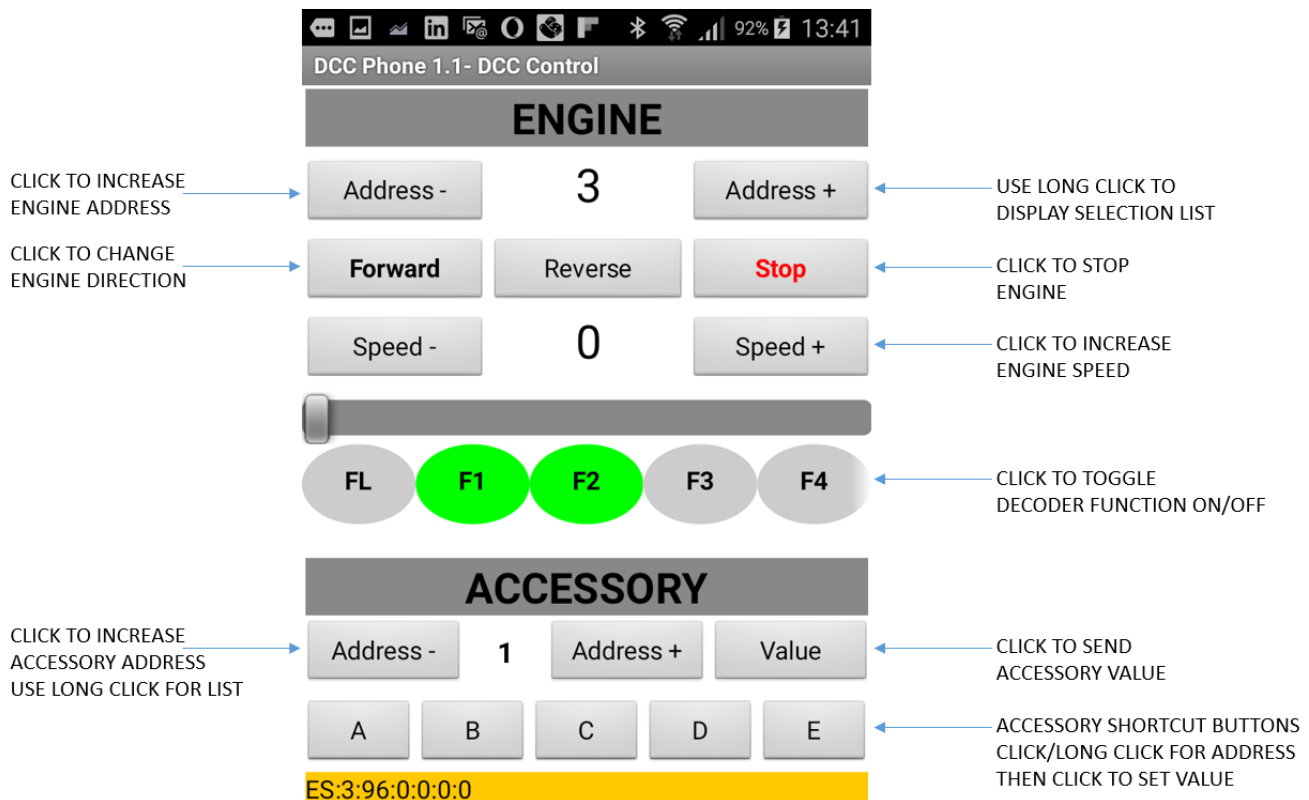 92% 13:41
DCC Phone 1.1- DCC Control
ENGINE
CLICK TO INCREASE
ENGINE ADDRESS
Address -
3
Address +
USE LONG CLICK TO
DISPLAY SELECTION LIST
CLICK TO CHANGE
ENGINE DIRECTION
Forward
Reverse
Stop
CLICK TO STOP
ENGINE
Speed -
0
Speed +
CLICK TO INCREASE
ENGINE SPEED
FL
F1
F2
F3
F4
CLICK TO TOGGLE
DECODER FUNCTION ON/OFF
ACCESSORY
CLICK TO INCREASE
ACCESSORY ADDRESS
USE LONG CLICK FOR LIST
Address -
1
Address +
Value
CLICK TO SEND
ACCESSORY VALUE
A
B
C
D
E
ACCESSORY SHORTCUT BUTTONS
CLICK/LONG CLICK FOR ADDRESS
THEN CLICK TO SET VALUE
ES:3:96:0:0:0:0